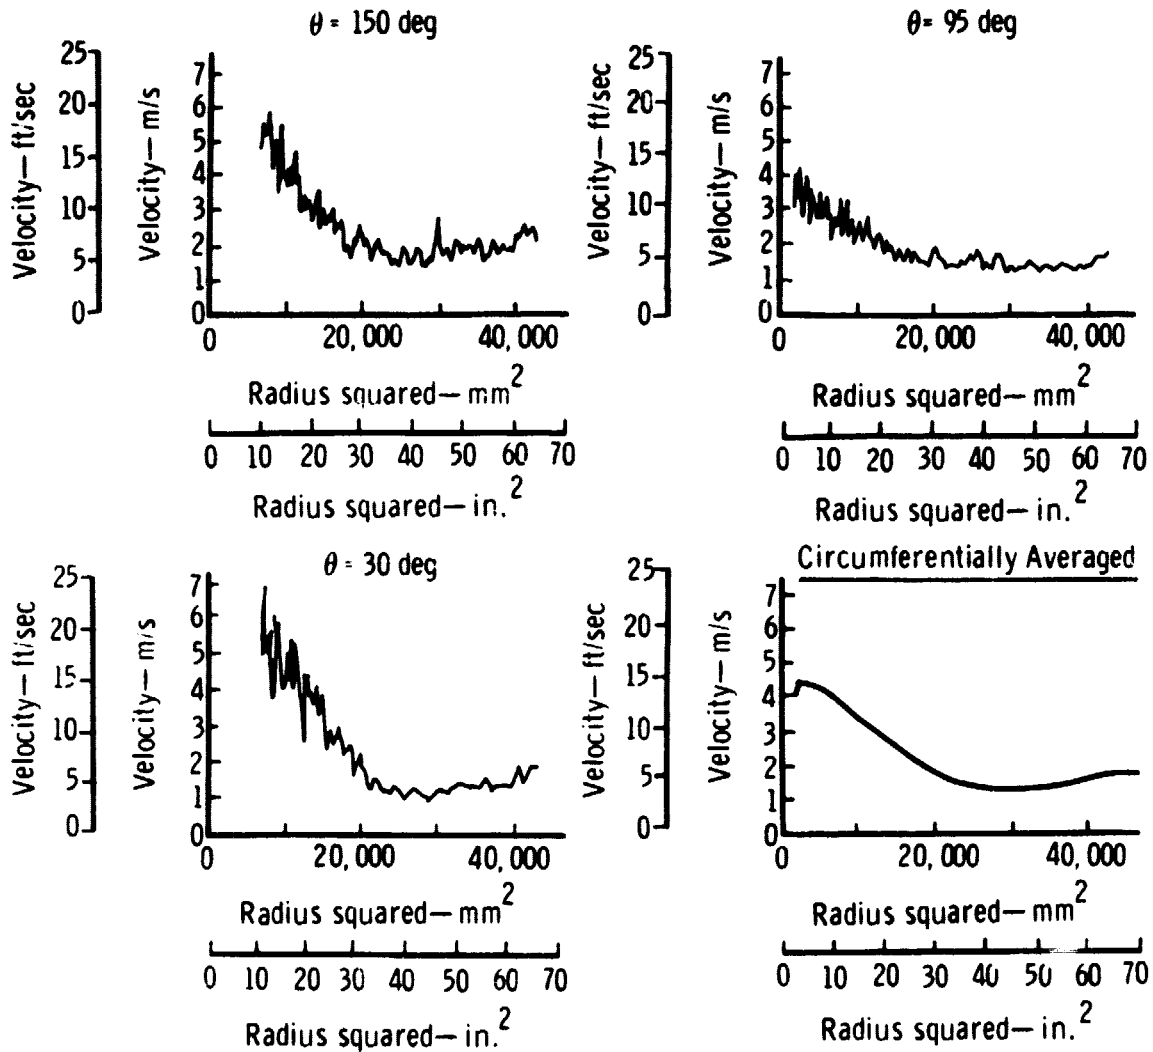 θ = 150 deg
25
20
15
10
5
0
Velocity—ft/sec
7
6
5
4
3
2
1
0
Velocity—m/s
0 20,000 40,000
Radius squared—mm²
0 10 20 30 40 50 60 70
Radius squared—in.²
θ = 95 deg
25
20
15
10
5
0
Velocity—ft/sec
7
6
5
4
3
2
1
0
Velocity—m/s
0 20,000 40,000
Radius squared—mm²
0 10 20 30 40 50 60 70
Radius squared—in.²
θ = 30 deg
25
20
15
10
5
0
Velocity—ft/sec
7
6
5
4
3
2
1
0
Velocity—m/s
0 20,000 40,000
Radius squared—mm²
0 10 20 30 40 50 60 70
Radius squared—in.²
Circumferentially Averaged
25
20
15
10
5
0
Velocity—ft/sec
7
6
5
4
3
2
1
0
Velocity—m/s
0 20,000 40,000
Radius squared—mm²
0 10 20 30 40 50 60 70
Radius squared—in.²